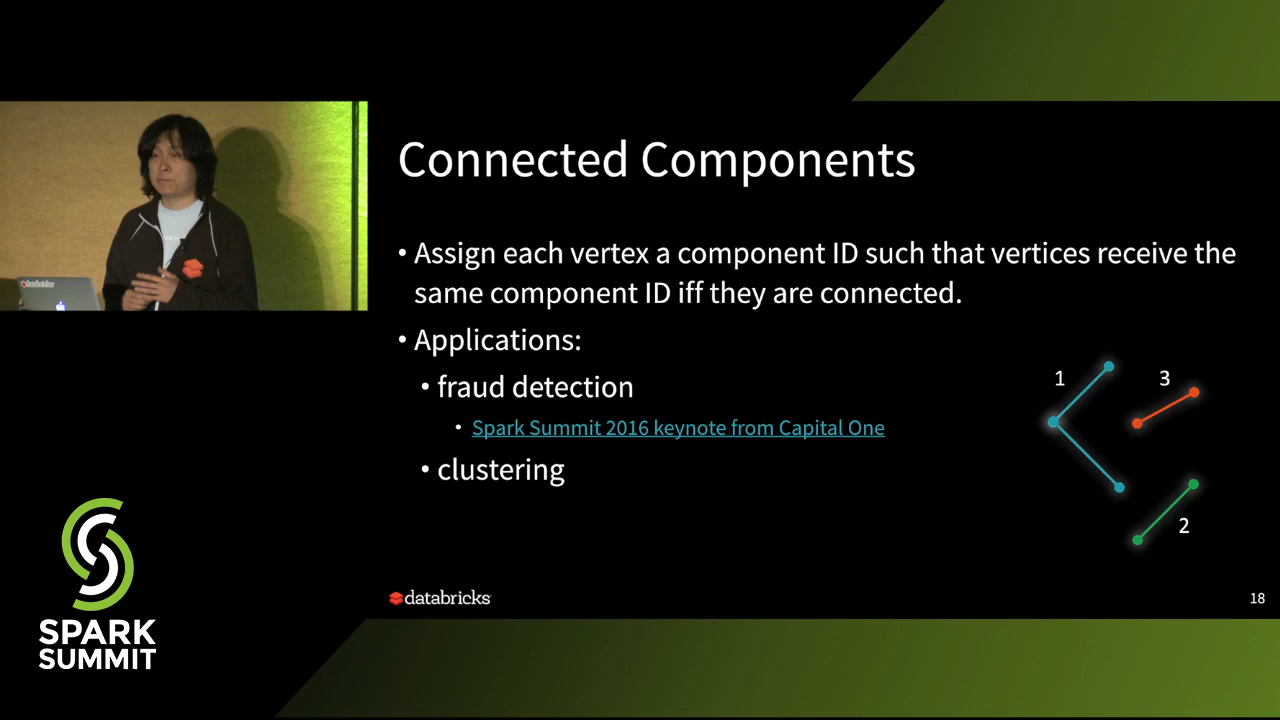 Connected Components
• Assign each vertex a component ID such that vertices receive the
same component ID iff they are connected.
• Applications:
• fraud detection
• Spark Summit 2016 keynote from Capital One
• clustering
1
3
2
databricks
18
SPARK
SUMMIT